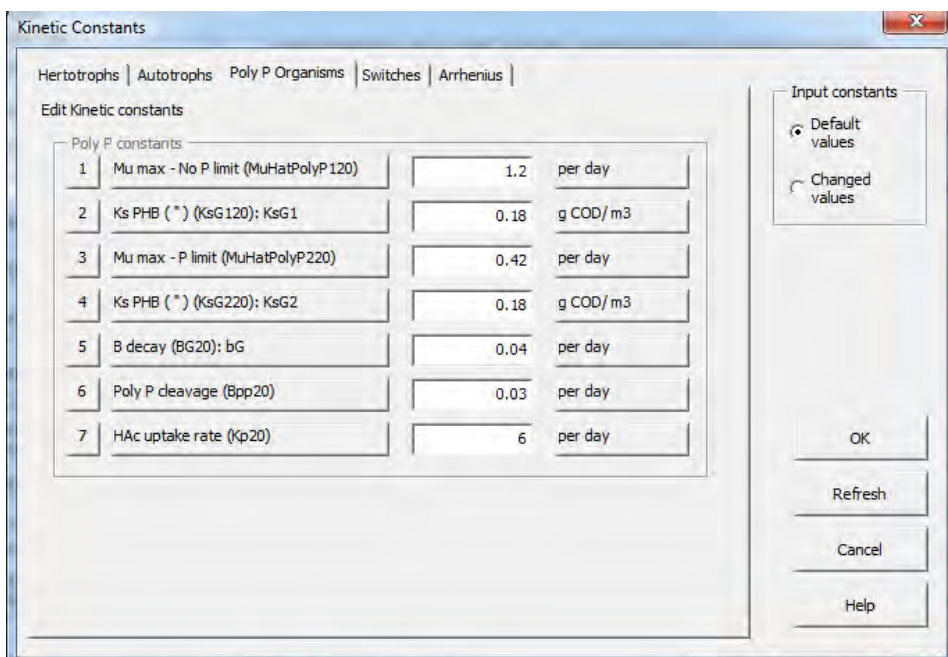 Kinetic Constants
x
Hertotrophs | Autotrophs Poly P Organisms | Switches | Arrhenius |
Edit Kinetic constants
Poly P constants
1 Mu max - No P limit (MuHatPolyP120) 1.2 per day
2 Ks PHB ( " ) (KsG120): KsG1 0.18 g COD/m3
3 Mu max - P limit (MuHatPolyP220) 0.42 per day
4 Ks PHB ( " ) (KsG220): KsG2 0.18 g COD/m3
5 B decay (BG20): bG 0.04 per day
6 Poly P cleavage (Bpp20) 0.03 per day
7 HAc uptake rate (Kp20) 6 per day
Input constants
Default
values
Changed
values
OK
Refresh
Cancel
Help